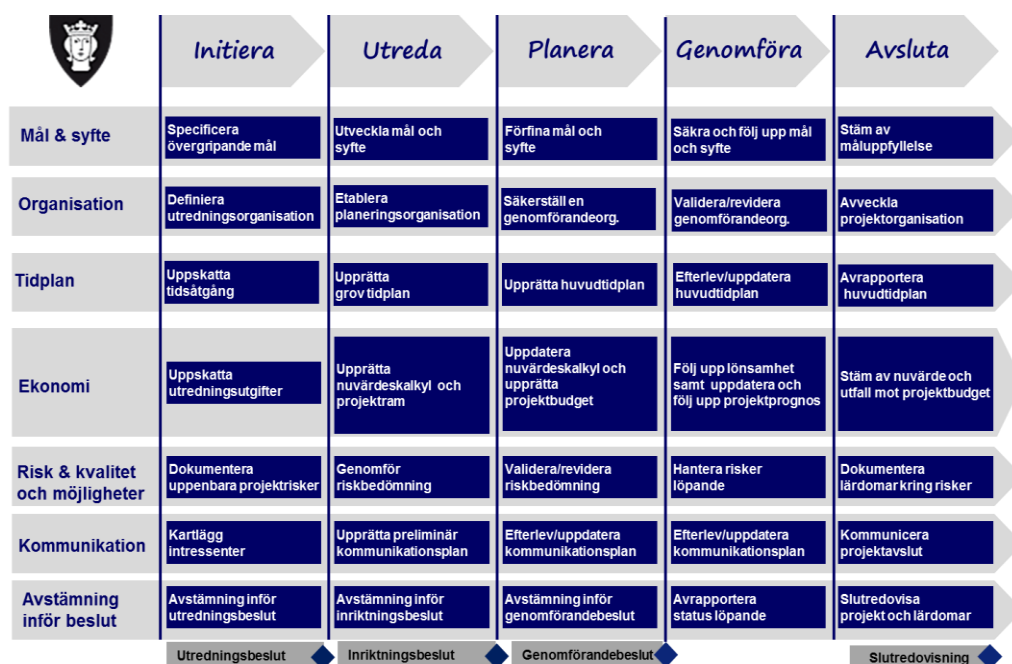 Initiera
Utreda
Planera
Genomföra
Avsluta
Mål & syfte
Specificera
övergripande mål
Utveckla mål och
syfte
Förfina mål och
syfte
Säkra och följ upp mål
och syfte
Stäm av
måluppfyllelse
Organisation
Definiera
utredningsorganisation
Etablera
planeringsorganisation
Säkerställ en
genomförandeorg.
Validera/revidera
genomförandeorg.
Avveckla
projektorganisation
Tidplan
Uppskatta
tidsåtgång
Upprätta
grov tidplan
Upprätta huvudtidplan
Efterlev/uppdatera
huvudtidplan
Avrapportera
huvudtidplan
Ekonomi
Uppskatta
utredningsutgifter
Upprätta
nuvärdeskalkyl och
projektram
Uppdatera
nuvärdeskalkyl och
upprätta
projektbudget
Följ upp lönsamhet
samt uppdatera och
följ upp projektprognos
Stäm av nuvärde och
utfall mot projektbudget
Risk & kvalitet
och möjligheter
Dokumentera
uppenbara projektrisker
Genomför
riskbedömning
Validera/revidera
riskbedömning
Hantera risker
löpande
Dokumentera
lärdomar kring risker
Kommunikation
Kartlägg
intressenter
Upprätta preliminär
kommunikationsplan
Efterlev/uppdatera
kommunikationsplan
Efterlev/uppdatera
kommunikationsplan
Kommunicera
projektavslut
Avstämning
inför beslut
Avstämning inför
utredningsbeslut
Avstämning inför
inriktningsbeslut
Avstämning inför
genomförandebeslut
Avrapportera
status löpande
Slutredovisa
projekt och lärdomar
Utredningsbeslut
Inriktningsbeslut
Genomförandebeslut
Slutredovisning